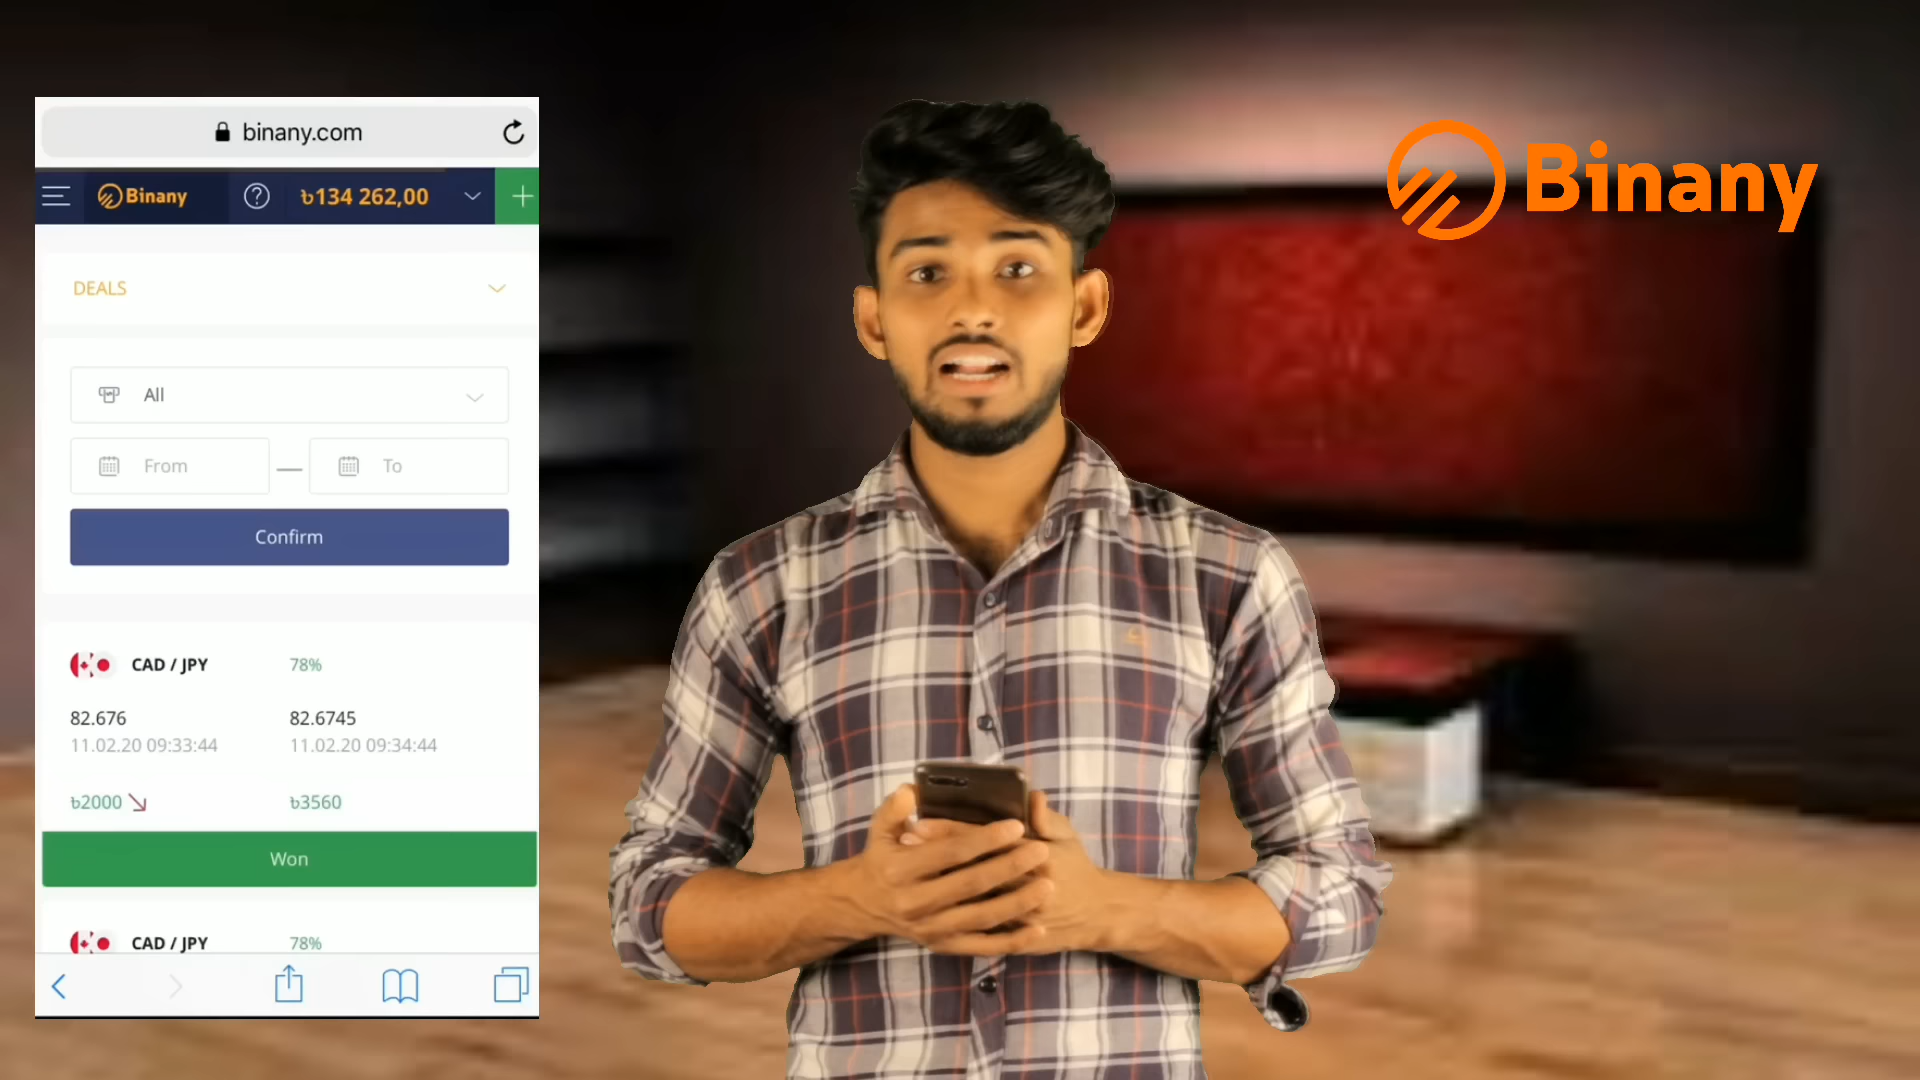 binany.com
Binany
৳134 262,00
DEALS
All
From — To
Confirm
CAD / JPY 78%
82.676 82.6745
11.02.20 09:33:44 11.02.20 09:34:44
৳2000 ৳3560
Won
CAD / JPY 78%
Binany